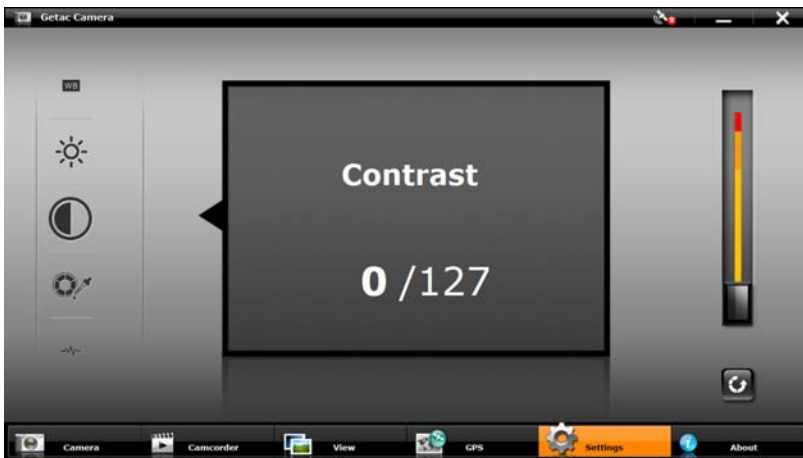 Getac Camera
WB
Contrast
0 /127
Camera
Camcorder
View
GPS
Settings
About